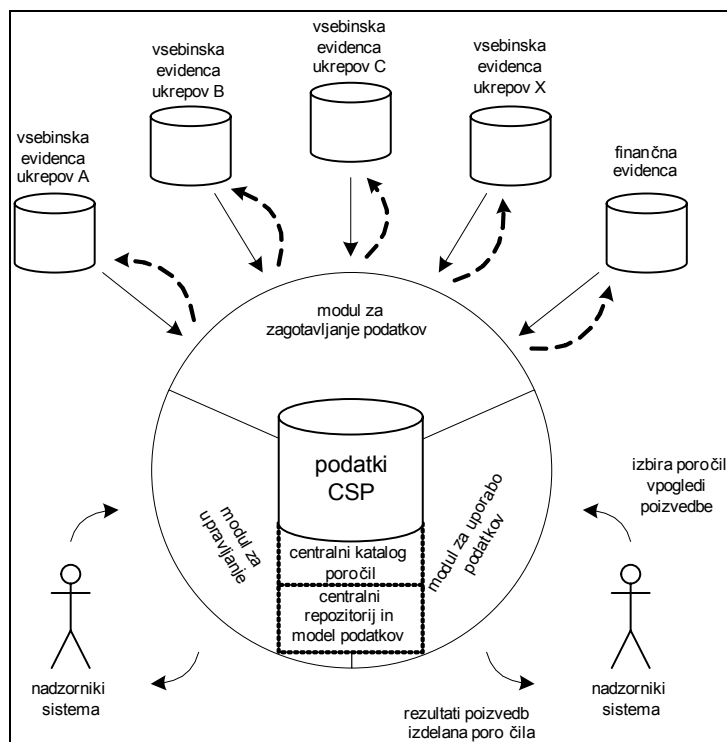 vsebinska
evidenca
ukrepov A
vsebinska
evidenca
ukrepov B
vsebinska
evidenca
ukrepov C
vsebinska
evidenca
ukrepov X
finančna
evidenca
modul za
zagotavljanje podatkov
podatki
CSP
centralni katalog
poročil
centralni
repozitorij in
model podatkov
modul za
upravljanje
modul za uporabo
podatkov
izbira poročil
vpogledi
poizvedbe
nadzorniki
sistema
rezultati poizvedb
izdelana poro čila
nadzorniki
sistema